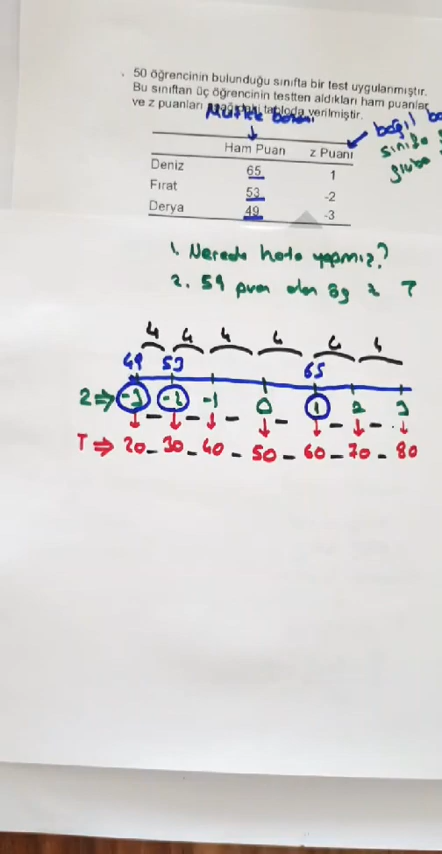 50 öğrencinin bulunduğu sınıfta bir test uygulanmıştır.
Bu sınıftan üç öğrencinin testten aldıkları ham puanlar
ve z puanları aşağıdaki tabloda verilmiştir.
bağıl
Ham Puan z Puanı
sınıfa
Deniz 65 1
Fırat 53 -2
Derya 49 -3
1. Nerede hata yapmış?
2. 59 puan alan öğ z T
4 4 4 4 4 4
49 53 65
Z ⇒ -3 -2 -1 0 1 2 3
T ⇒ 20 - 30 - 40 - 50 - 60 - 70 - 80